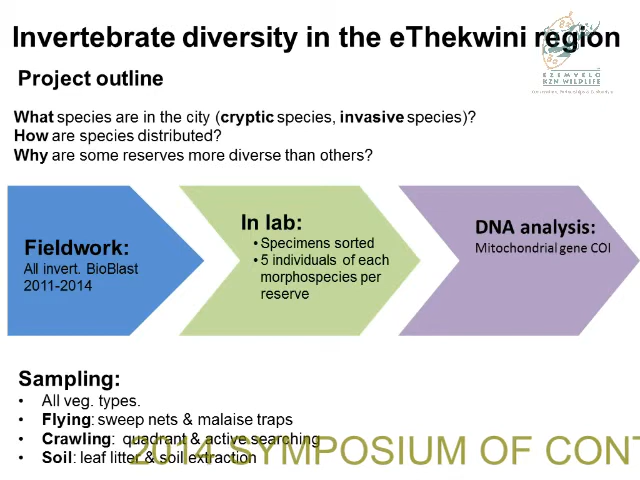 Invertebrate diversity in the eThekwini region
EZEMVELO
KZN WILDLIFE
Project outline
What species are in the city (cryptic species, invasive species)?
How are species distributed?
Why are some reserves more diverse than others?
Fieldwork:
All invert. BioBlast
2011-2014
In lab:
•Specimens sorted
•5 individuals of each
morphospecies per
reserve
DNA analysis:
Mitochondrial gene COI
Sampling:
• All veg. types.
• Flying: sweep nets & malaise traps
• Crawling: quadrant & active searching
• Soil: leaf litter & soil extraction
2014 SYMPOSIUM OF CONT